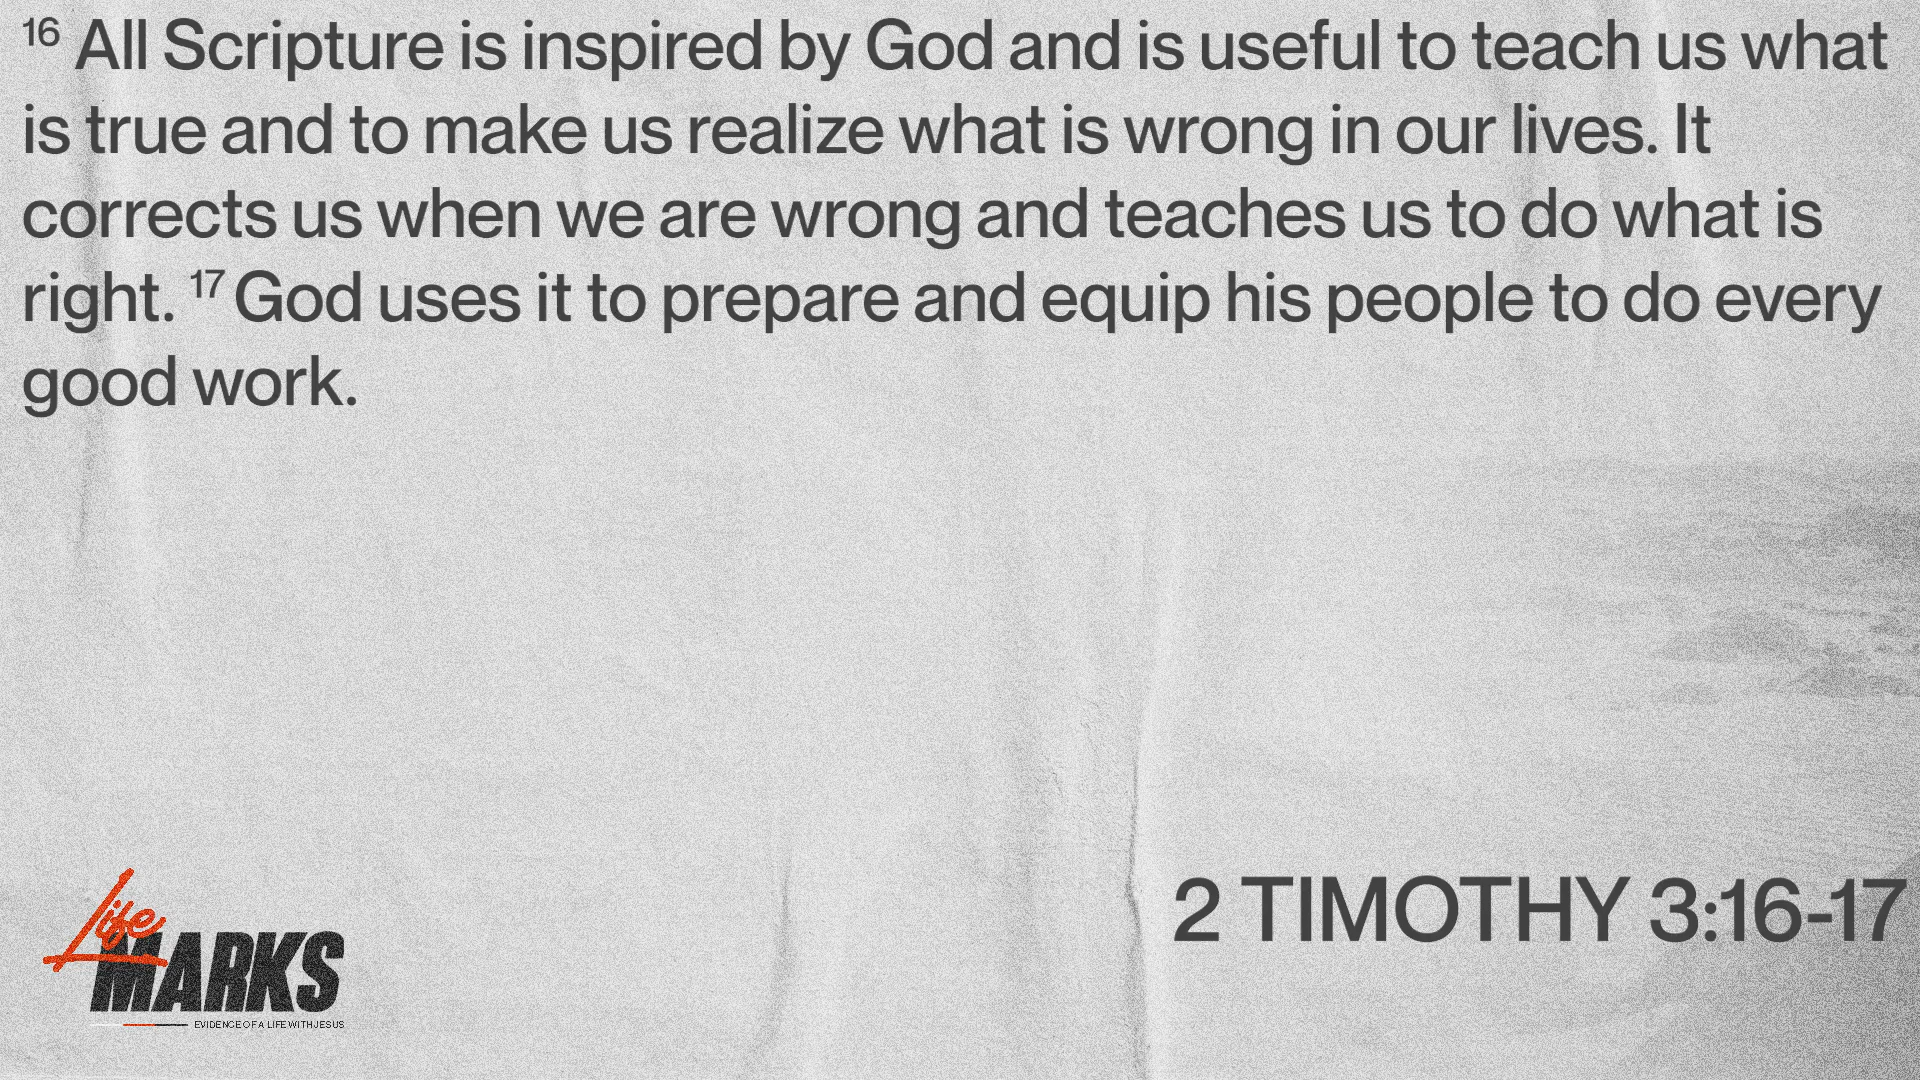 16 All Scripture is inspired by God and is useful to teach us what
is true and to make us realize what is wrong in our lives. It
corrects us when we are wrong and teaches us to do what is
right. 17 God uses it to prepare and equip his people to do every
good work.
2 TIMOTHY 3:16-17
Life
MARKS
EVIDENCE OF A LIFE WITH JESUS